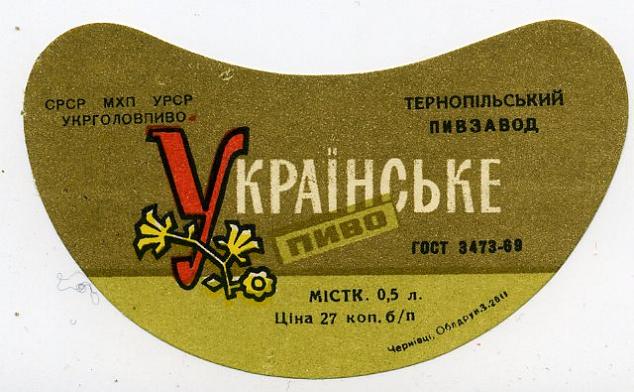 СРСР МХП УРСР
УКРГОЛОВПИВО
ТЕРНОПІЛЬСЬКИЙ
ПИВЗАВОД
УКРАЇНСЬКЕ
ПИВО
ГОСТ 3473-69
МІСТК. 0,5 л.
Ціна 27 коп. б/п
Чернівці, Облдрук.З.2611